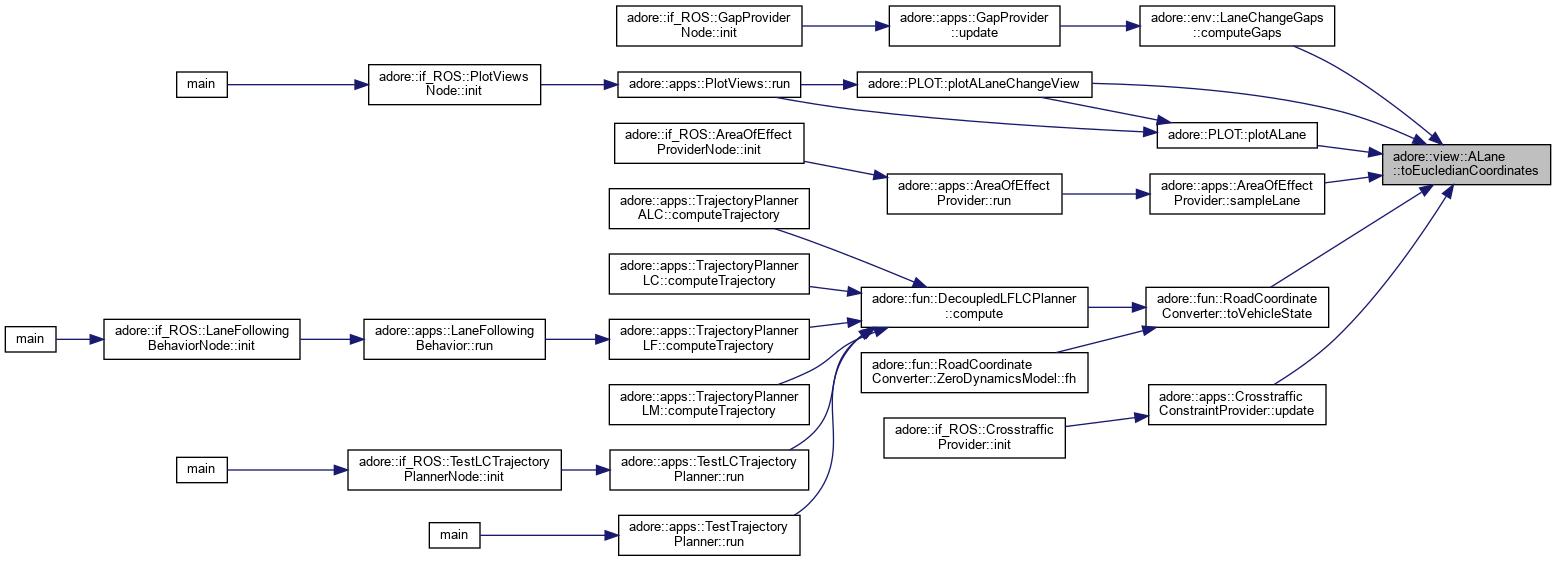 adore::if_ROS::GapProvider
Node::init
adore::apps::GapProvider
::update
adore::env::LaneChangeGaps
::computeGaps
main
adore::if_ROS::PlotViews
Node::init
adore::apps::PlotViews::run
adore::PLOT::plotALaneChangeView
adore::PLOT::plotALane
adore::if_ROS::AreaOfEffect
ProviderNode::init
adore::view::ALane
::toEucledianCoordinates
adore::apps::AreaOfEffect
Provider::run
adore::apps::AreaOfEffect
Provider::sampleLane
adore::apps::TrajectoryPlanner
ALC::computeTrajectory
adore::apps::TrajectoryPlanner
LC::computeTrajectory
adore::fun::DecoupledLFLCPlanner
::compute
adore::fun::RoadCoordinate
Converter::toVehicleState
main
adore::if_ROS::LaneFollowing
BehaviorNode::init
adore::apps::LaneFollowing
Behavior::run
adore::apps::TrajectoryPlanner
LF::computeTrajectory
adore::fun::RoadCoordinate
Converter::ZeroDynamicsModel::fh
adore::apps::TrajectoryPlanner
LM::computeTrajectory
adore::apps::Crosstraffic
ConstraintProvider::update
adore::if_ROS::Crosstraffic
Provider::init
main
adore::if_ROS::TestLCTrajectory
PlannerNode::init
adore::apps::TestLCTrajectory
Planner::run
main
adore::apps::TestTrajectory
Planner::run